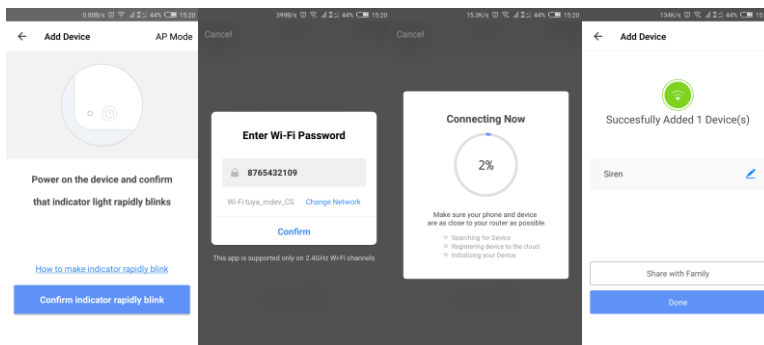 0.00B/s 44% 15:20
Add Device AP Mode
Power on the device and confirm
that indicator light rapidly blinks
How to make indicator rapidly blink
Confirm indicator rapidly blink
399B/s 44% 15:20
Cancel
Enter Wi-Fi Password
8765432109
Wi-Fi:tuya_mdev_CS Change Network
Confirm
This app is supported only on 2.4GHz Wi-Fi channels
15.3K/s 44% 15:20
Cancel
Connecting Now
2%
Make sure your phone and device
are as close to your router as possible.
Searching for Device
Registering device to the cloud
Initializing your Device
134K/s 44% 15
Add Device
Succesfully Added 1 Device(s)
Siren
Share with Family
Done